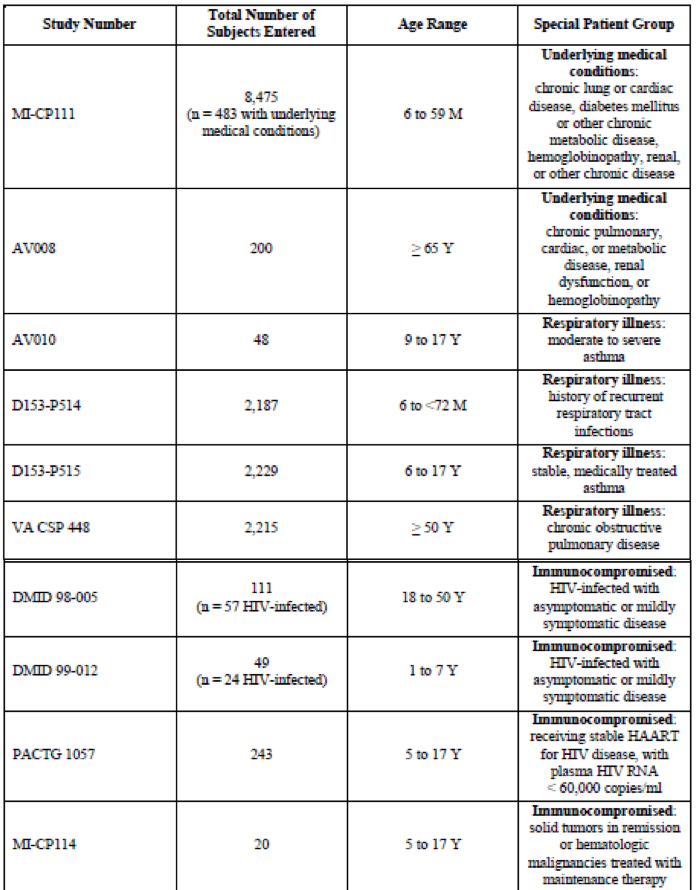 Study Number
Total Number of
Subjects Entered
Age Range
Special Patient Group
MI-CP111
8,475
(n = 483 with underlying
medical conditions)
6 to 59 M
Underlying medical
conditions:
chronic lung or cardiac
disease, diabetes mellitus
or other chronic
metabolic disease,
hemoglobinopathy, renal,
or other chronic disease
AV008
200
≥ 65 Y
Underlying medical
conditions:
chronic pulmonary,
cardiac, or metabolic
disease, renal
dysfunction, or
hemoglobinopathy
AV010
48
9 to 17 Y
Respiratory illness:
moderate to severe
asthma
D153-P514
2,187
6 to <72 M
Respiratory illness:
history of recurrent
respiratory tract
infections
D153-P515
2,229
6 to 17 Y
Respiratory illness:
stable, medically treated
asthma
VA CSP 448
2,215
≥ 50 Y
Respiratory illness:
chronic obstructive
pulmonary disease
DMID 98-005
111
(n = 57 HIV-infected)
18 to 50 Y
Immunocompromised:
HIV-infected with
asymptomatic or mildly
symptomatic disease
DMID 99-012
49
(n = 24 HIV-infected)
1 to 7 Y
Immunocompromised:
HIV-infected with
asymptomatic or mildly
symptomatic disease
PACTG 1057
243
5 to 17 Y
Immunocompromised:
receiving stable HAART
for HIV disease, with
plasma HIV RNA
< 60,000 copies/ml
MI-CP114
20
5 to 17 Y
Immunocompromised:
solid tumors in remission
or hematologic
malignancies treated with
maintenance therapy